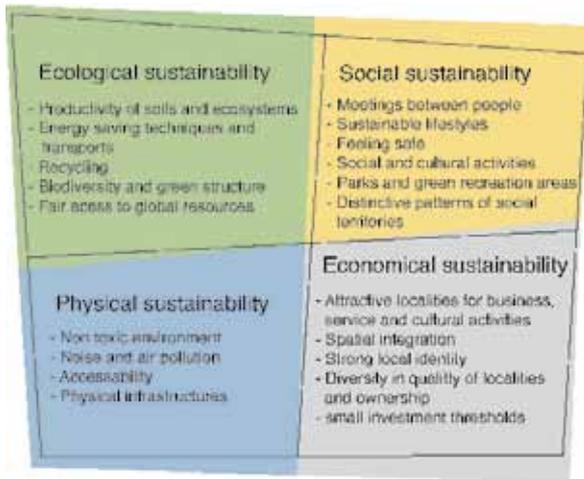 Ecological sustainability
- Productivity of soils and ecosystems
- Energy saving techniques and
transports
- Recycling
- Biodiversity and green structure
- Fair acess to global resources
Social sustainability
- Meetings between people
- Sustainable lifestyles
- Feeling safe
- Social and cultural activities
- Parks and green recreation areas
- Distinctive patterns of social
territories
Physical sustainability
- Non toxic environment
- Noise and air pollution
- Accessability
- Physical infrastructures
Economical sustainability
- Attractive localities for business,
service and cultural activities
- Spatial integration
- Strong local identity
- Diversity in quality of localities
and ownership
- small investment thresholds